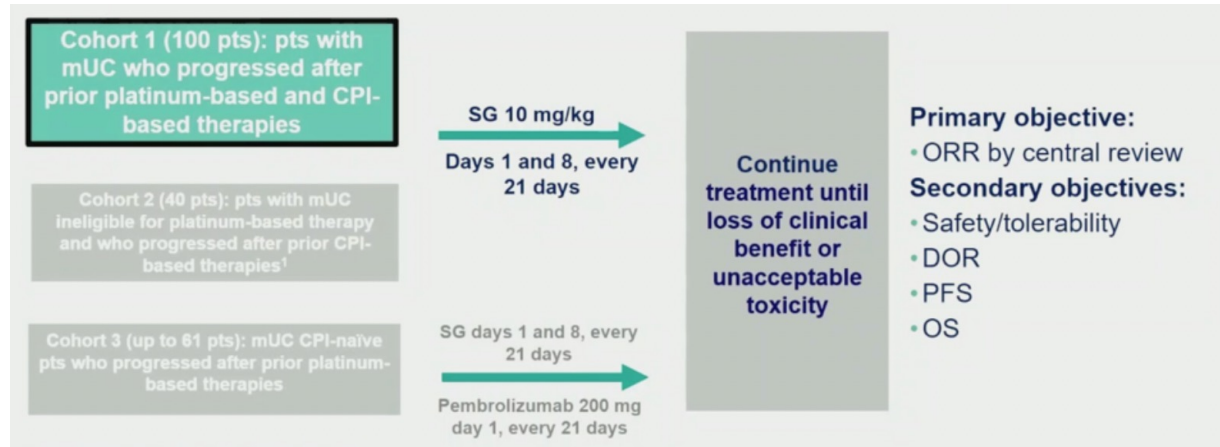 Cohort 1 (100 pts): pts with
mUC who progressed after
prior platinum-based and CPI-
based therapies
Cohort 2 (40 pts): pts with mUC
ineligible for platinum-based therapy
and who progressed after prior CPI-
based therapies¹
Cohort 3 (up to 61 pts): mUC CPI-naïve
pts who progressed after prior platinum-
based therapies
SG 10 mg/kg
Days 1 and 8, every
21 days
SG days 1 and 8, every
21 days
Pembrolizumab 200 mg
day 1, every 21 days
Continue
treatment until
loss of clinical
benefit or
unacceptable
toxicity
Primary objective:
• ORR by central review
Secondary objectives:
• Safety/tolerability
• DOR
• PFS
• OS